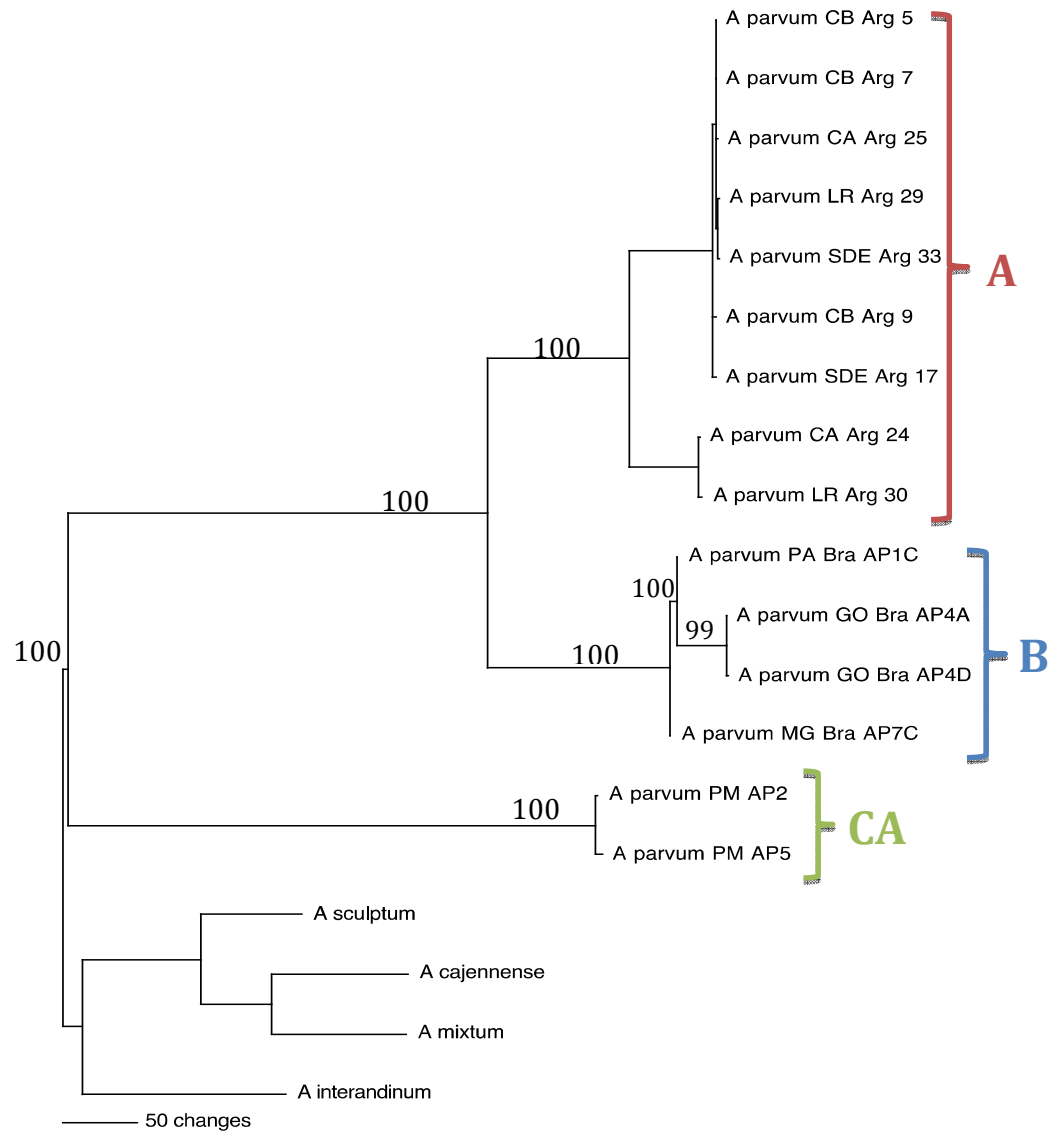 A parvum CB Arg 5
A parvum CB Arg 7
A parvum CA Arg 25
A parvum LR Arg 29
A parvum SDE Arg 33
A
A parvum CB Arg 9
100
A parvum SDE Arg 17
A parvum CA Arg 24
A parvum LR Arg 30
100
A parvum PA Bra AP1C
100
A parvum GO Bra AP4A
99
100
100
B
A parvum GO Bra AP4D
A parvum MG Bra AP7C
A parvum PM AP2
100
CA
A parvum PM AP5
A sculptum
A cajennense
A mixtum
A interandinum
50 changes